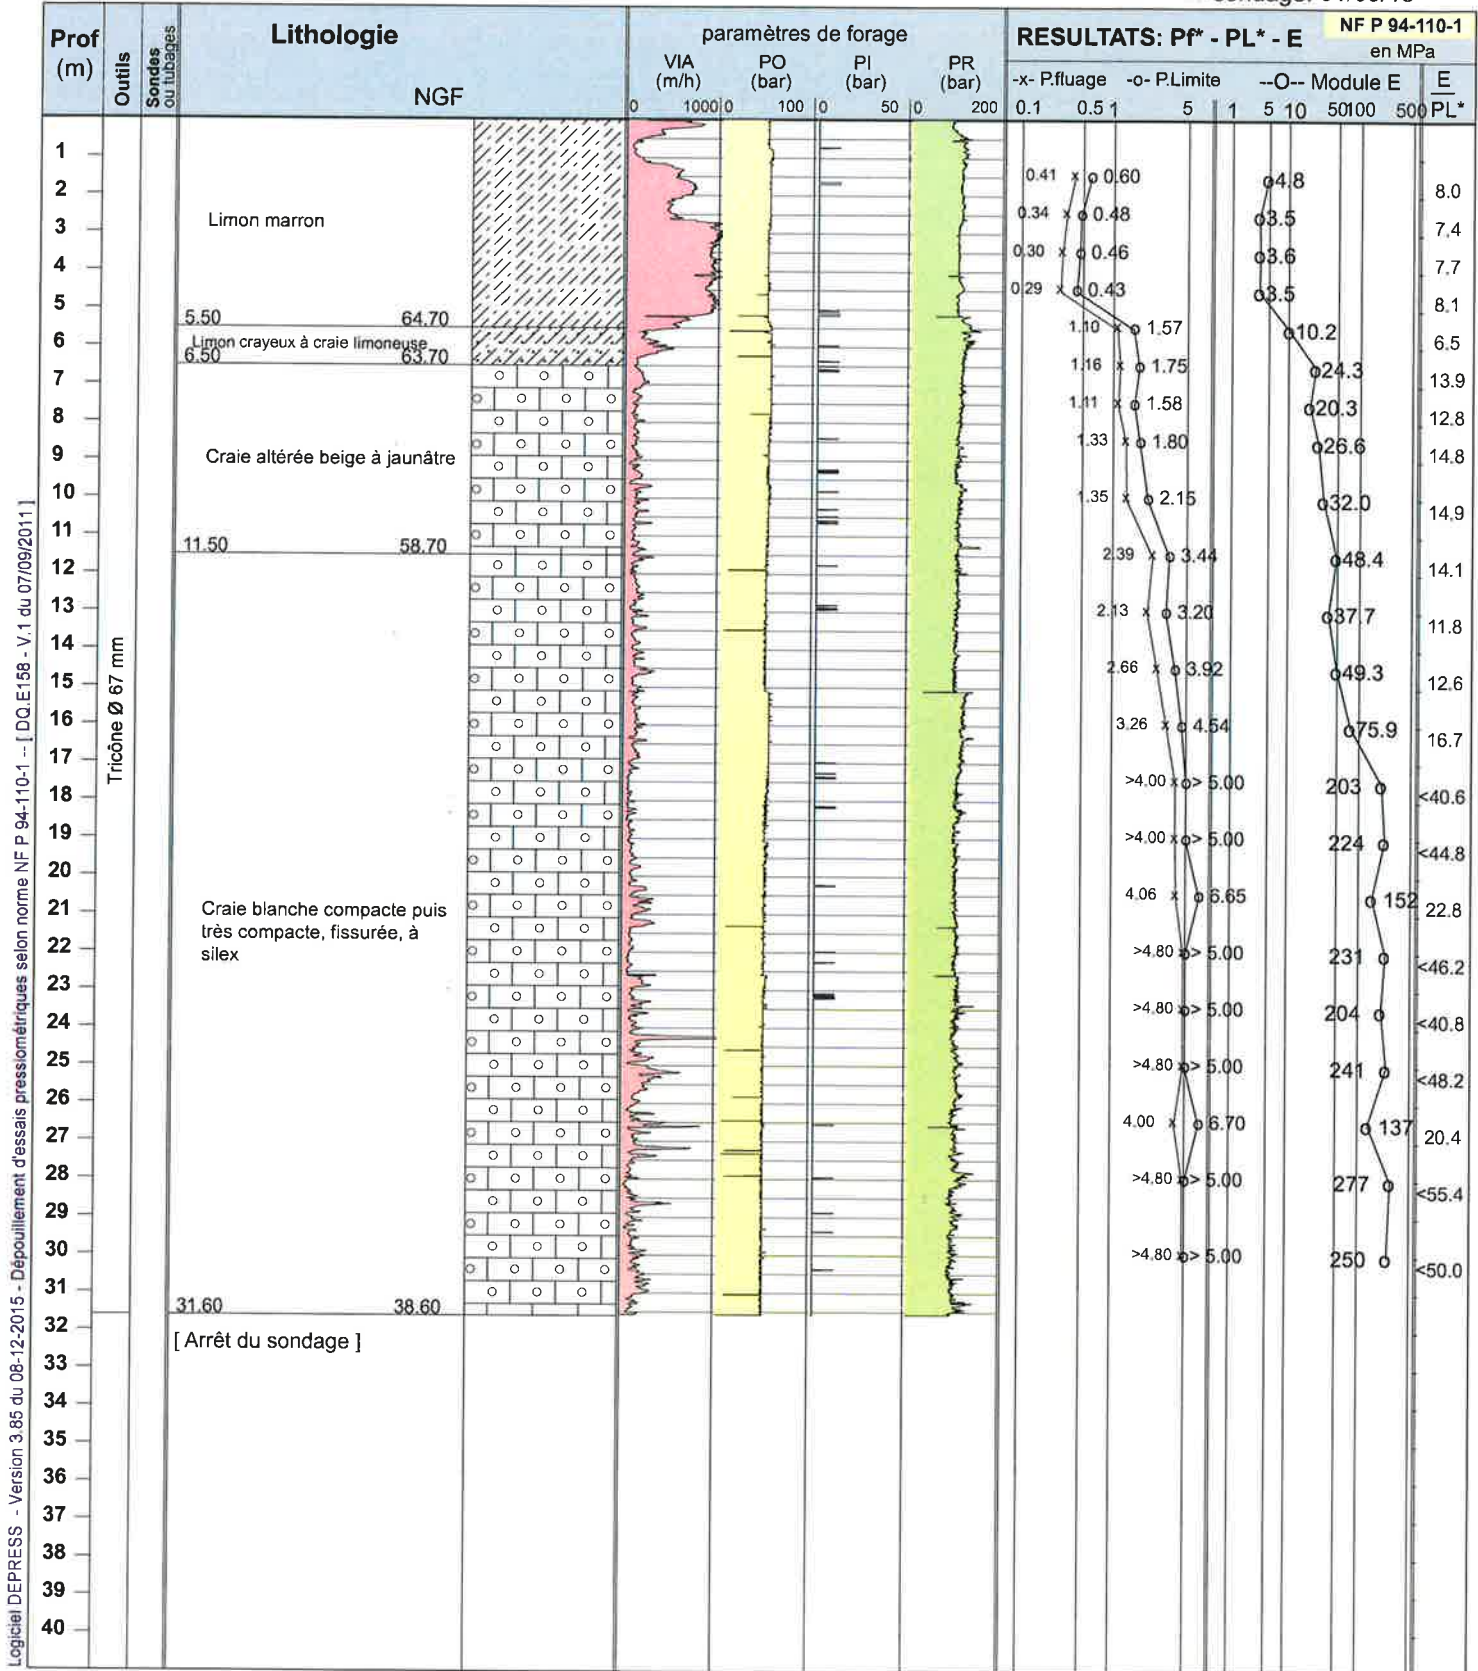 Prof
(m)
Outils
Sondes
ou tubages
Lithologie
NGF
paramètres de forage
VIA
(m/h)
PO
(bar)
PI
(bar)
PR
(bar)
0 1000 0 100 0 50 0 200
RESULTATS: Pf* - PL* - E
NF P 94-110-1
en MPa
-x- P.fluage -o- P.Limite --O-- Module E
E
PL*
0.1 0.5 1 5 1 5 10 50 100 500
1
2
3
4
5
6
7
8
9
10
11
12
13
14
15
16
17
18
19
20
21
22
23
24
25
26
27
28
29
30
31
32
33
34
35
36
37
38
39
40
Tricône Ø 67 mm
Limon marron
5.50 64.70
Limon crayeux à craie limoneuse
6.50 63.70
Craie altérée beige à jaunâtre
11.50 58.70
Craie blanche compacte puis
très compacte, fissurée, à
silex
31.60 38.60
[ Arrêt du sondage ]
0.41 0.60 4.8 8.0
0.34 0.48 3.5 7.4
0.30 0.46 3.6 7.7
0.29 0.43 3.5 8.1
1.10 1.57 10.2 6.5
1.16 1.75 24.3 13.9
1.11 1.58 20.3 12.8
1.33 1.80 26.6 14.8
1.35 2.15 32.0 14.9
2.39 3.44 48.4 14.1
2.13 3.20 37.7 11.8
2.66 3.92 49.3 12.6
3.26 4.54 75.9 16.7
>4.00 > 5.00 203 <40.6
>4.00 > 5.00 224 <44.8
4.06 6.65 152 22.8
>4.80 > 5.00 231 <46.2
>4.80 > 5.00 204 <40.8
>4.80 > 5.00 241 <48.2
4.00 6.70 137 20.4
>4.80 > 5.00 277 <55.4
>4.80 > 5.00 250 <50.0
Logiciel DEPRESS - Version 3.85 du 08-12-2015 - Dépouillement d'essais pressiométriques selon norme NF P 94-110-1 -- [ DQ.E158 - V.1 du 07/09/2011 ]